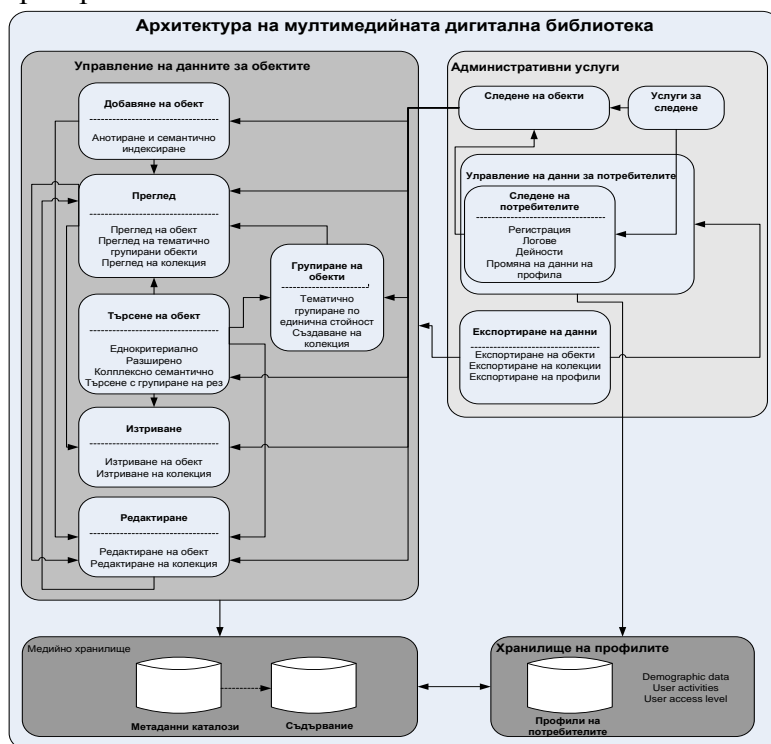 Архитектура на мултимедийната дигитална библиотека
Управление на данните за обектите
Добавяне на обект
Анотиране и семантично
индексиране
Преглед
Преглед на обект
Преглед на тематично
групирани обекти
Преглед на колекция
Групиране на
обекти
Тематично
групиране по
единична стойност
Създаване на
колекция
Търсене на обект
Еднокритериално
Разширено
Колплексно семантично
Търсене с групиране на рез
Изтриване
Изтриване на обект
Изтриване на колекция
Редактиране
Редактиране на обект
Редактиране на колекция
Административни услуги
Следене на обекти
Услуги за
следене
Управление на данни за потребителите
Следене на
потребителите
Регистрация
Логове
Дейности
Промяна на данни на
профила
Експортиране на данни
Експортиране на обекти
Експортиране на колекции
Експортиране на профили
Медийно хранилище
Метаданни каталози
Съдързание
Хранилище на профилите
Профили на
потребителите
Demographic data
User activities
User access level